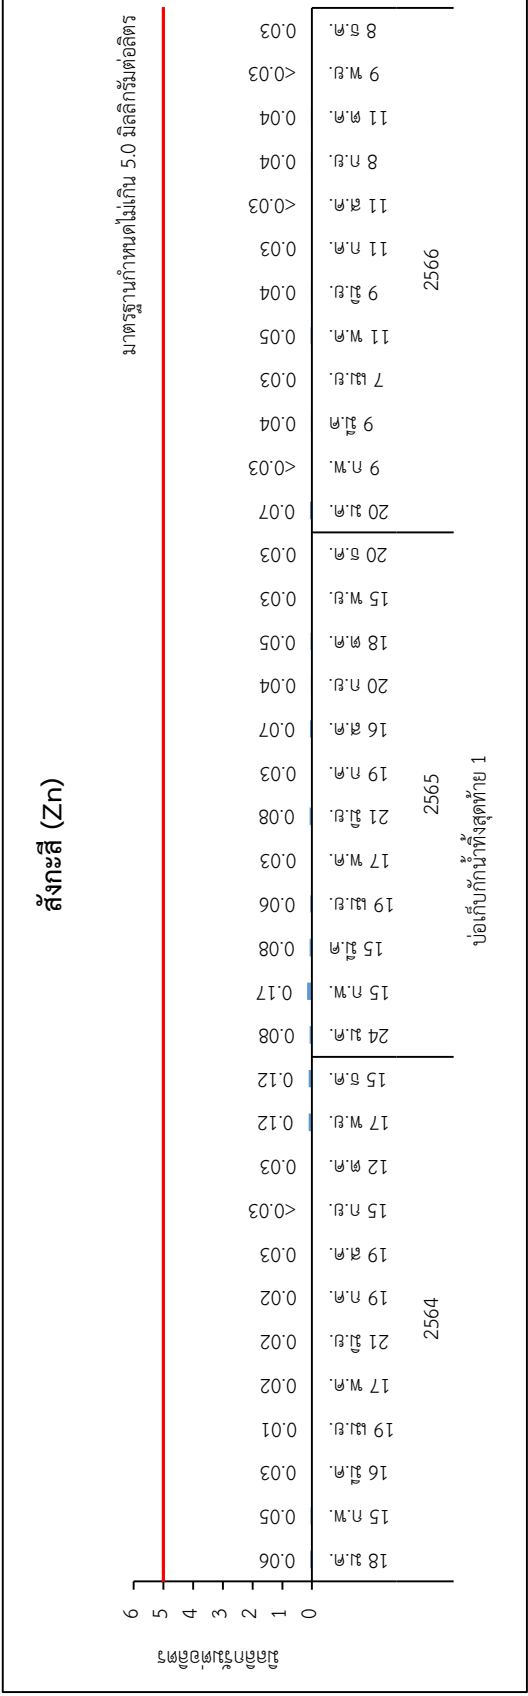 สังกะสี (Zn)
มิลลิกรัมต่อลิตร
6
5
4
3
2
1
0
มาตรฐานกำหนดไม่เกิน 5.0 มิลลิกรัมต่อลิตร
0.06
0.05
0.03
0.01
0.02
0.02
0.02
0.03
<0.03
0.03
0.12
0.12
0.08
0.17
0.08
0.06
0.03
0.08
0.03
0.07
0.04
0.05
0.03
0.03
0.07
<0.03
0.04
0.03
0.05
0.04
0.03
<0.03
0.04
0.04
<0.03
0.03
18 ม.ค.
15 ก.พ.
16 มี.ค.
19 เม.ย.
17 พ.ค.
21 มิ.ย.
19 ก.ค.
19 ส.ค.
15 ก.ย.
12 ต.ค.
17 พ.ย.
15 ธ.ค.
24 ม.ค.
15 ก.พ.
15 มี.ค
19 เม.ย.
17 พ.ค.
21 มิ.ย.
19 ก.ค.
16 ส.ค.
20 ก.ย.
18 ต.ค.
15 พ.ย.
20 ธ.ค.
20 ม.ค.
9 ก.พ.
9 มี.ค
7 เม.ย.
11 พ.ค.
9 มิ.ย.
11 ก.ค.
11 ส.ค.
8 ก.ย.
11 ต.ค.
9 พ.ย.
8 ธ.ค.
2564
2565
2566
บ่อเก็บกักน้ำทิ้งสุดท้าย 1